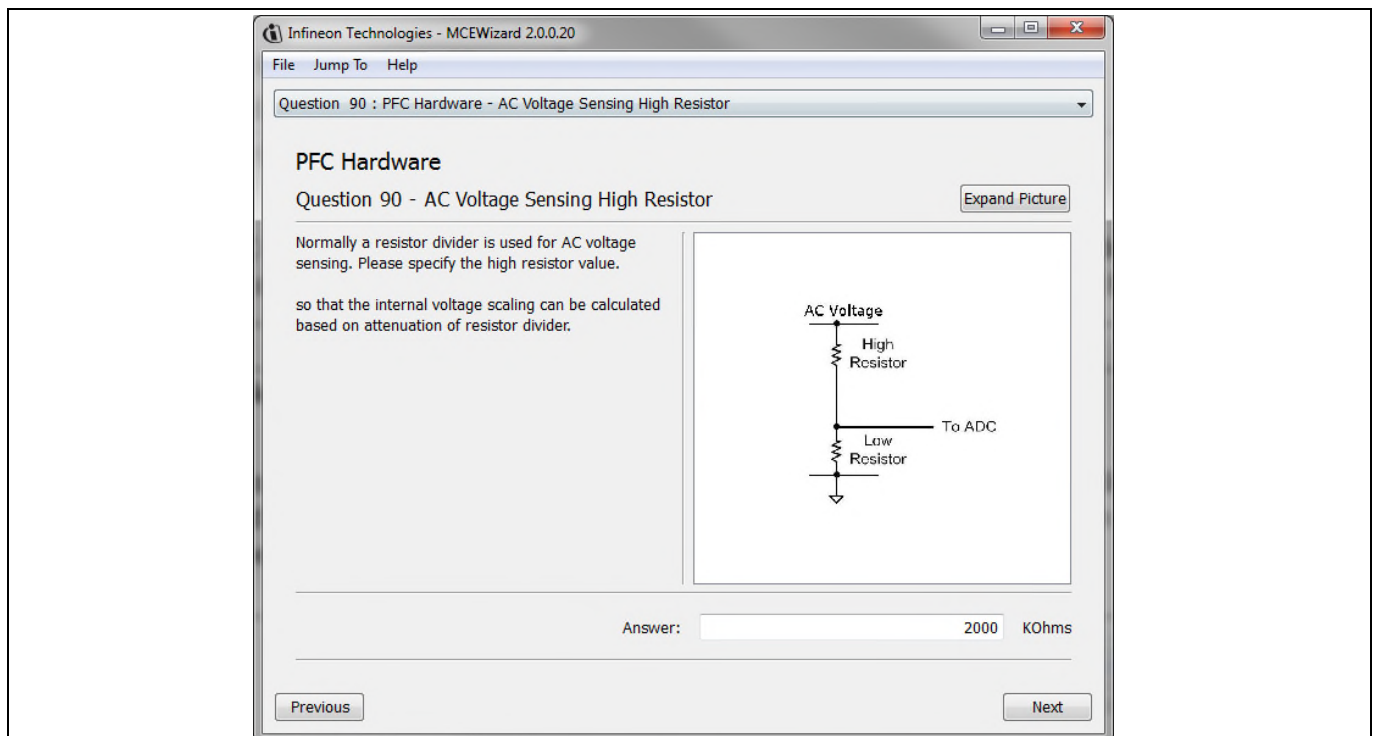 Infineon Technologies - MCEWizard 2.0.0.20
File Jump To Help
Question 90 : PFC Hardware - AC Voltage Sensing High Resistor
PFC Hardware
Question 90 - AC Voltage Sensing High Resistor
Expand Picture
Normally a resistor divider is used for AC voltage
sensing. Please specify the high resistor value.
so that the internal voltage scaling can be calculated
based on attenuation of resistor divider.
AC Voltage
High
Resistor
To ADC
Low
Resistor
Answer: 2000 KOhms
Previous Next